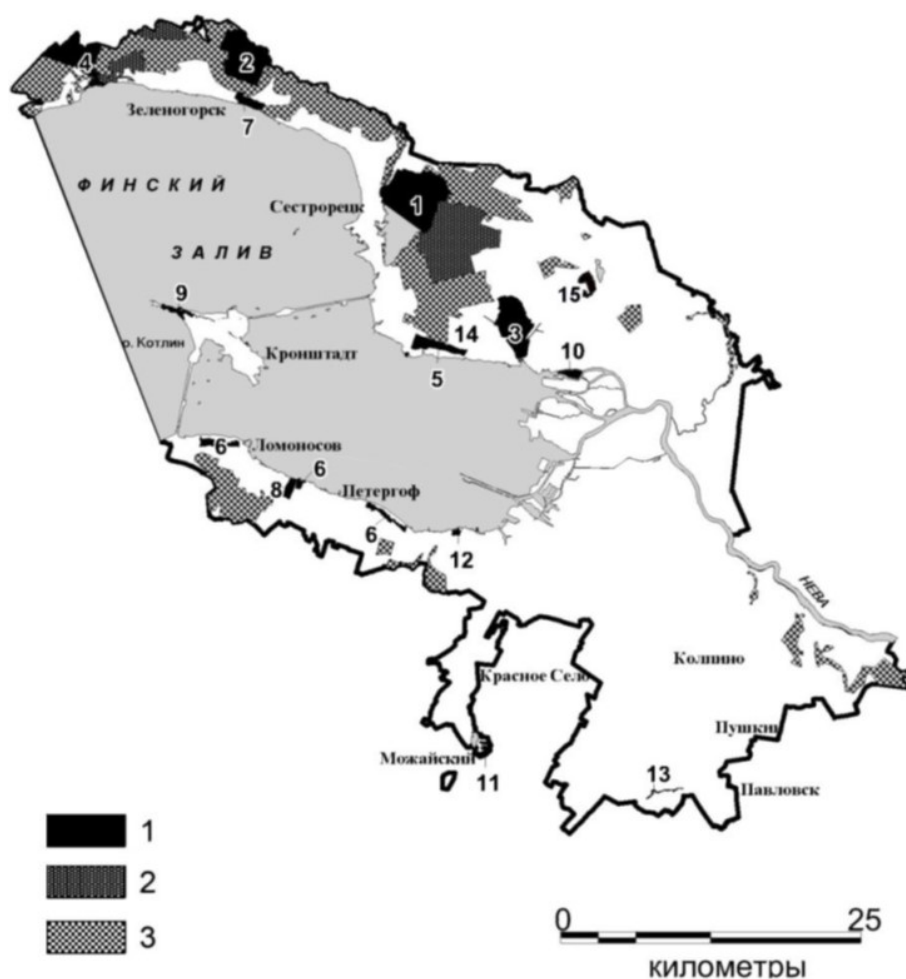 4
2
Зеленогорск
7
ФИНСКИЙ
1
Сестрорецк
ЗАЛИВ
15
9
14
3
о. Котлин
Кронштадт
5
10
6
Ломоносов
6
8
Петергоф
6
12
НЕВА
Колпино
Красное Село
Пушкин
Можайский
11
13
Павловск
1
2
3
0 25
километры